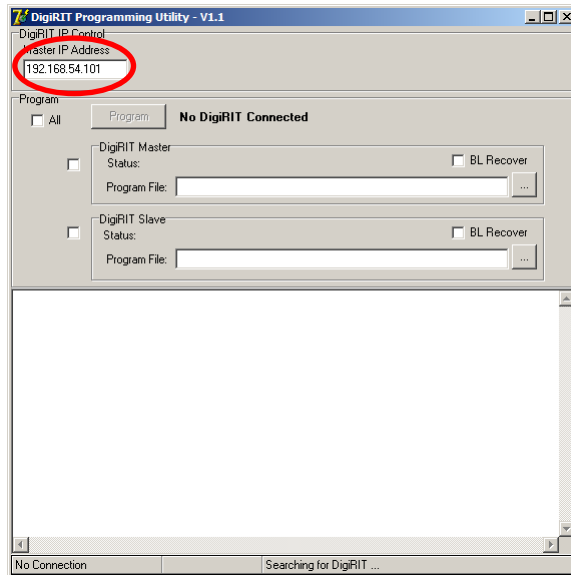 DigiRIT Programming Utility - V1.1
DigiRIT IP Control
Master IP Address
192.168.54.101
Program
All
Program
No DigiRIT Connected
DigiRIT Master
Status:
BL Recover
Program File:
...
DigiRIT Slave
Status:
BL Recover
Program File:
...
No Connection
Searching for DigiRIT ...